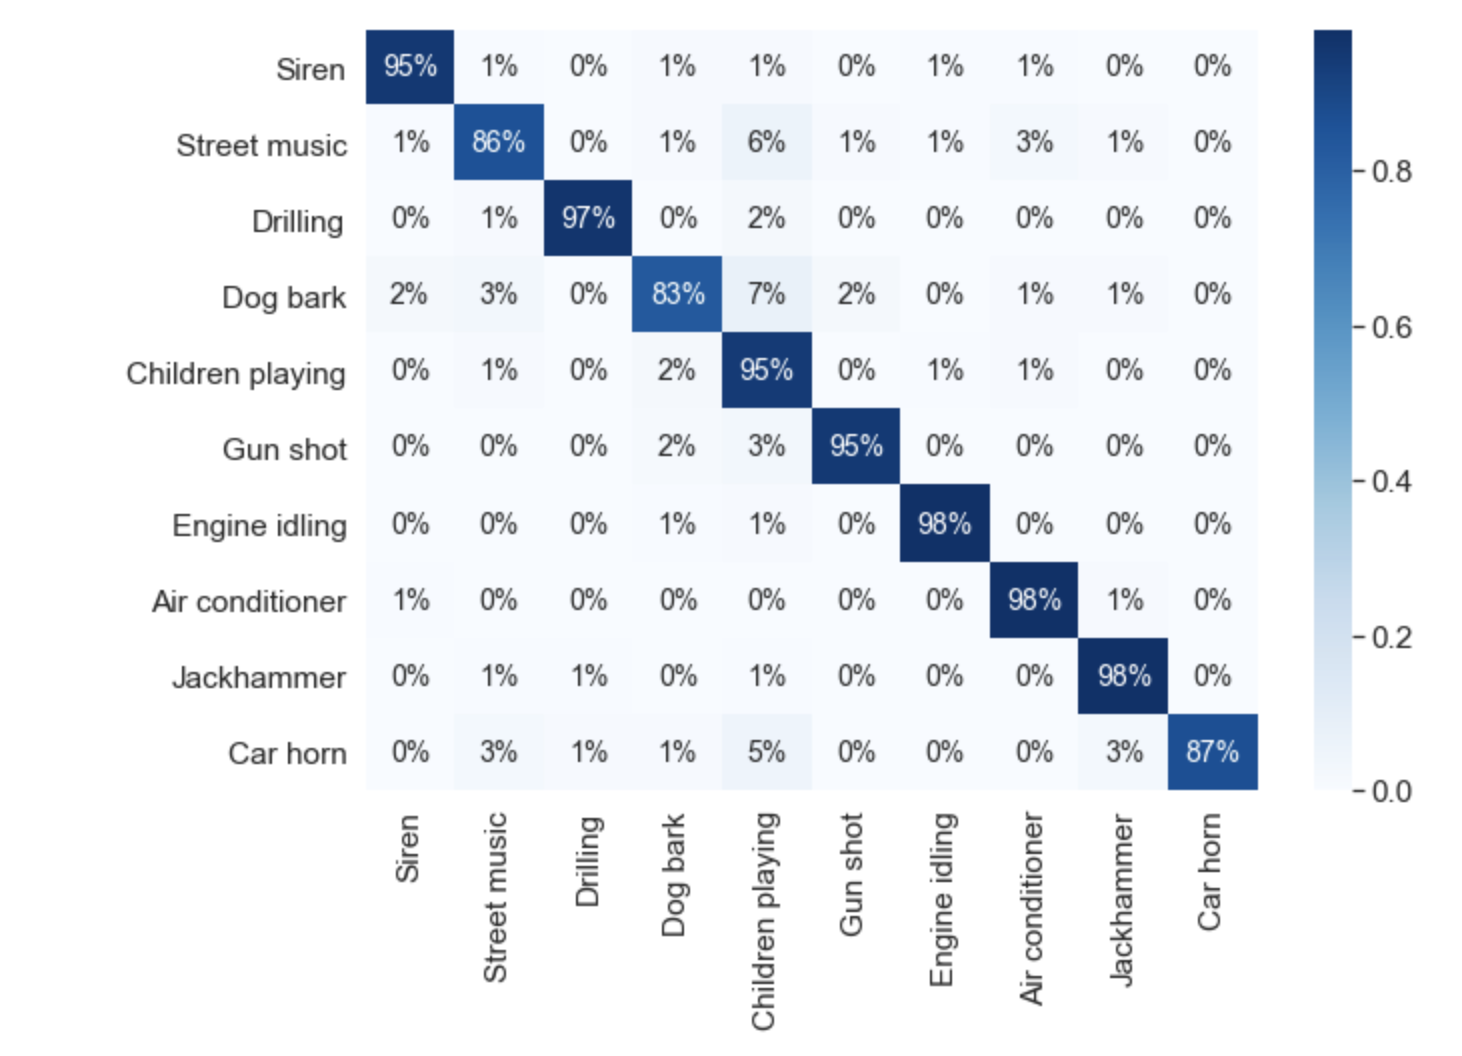 Siren 95% 1% 0% 1% 1% 0% 1% 1% 0% 0%
Street music 1% 86% 0% 1% 6% 1% 1% 3% 1% 0%
Drilling 0% 1% 97% 0% 2% 0% 0% 0% 0% 0%
Dog bark 2% 3% 0% 83% 7% 2% 0% 1% 1% 0%
Children playing 0% 1% 0% 2% 95% 0% 1% 1% 0% 0%
Gun shot 0% 0% 0% 2% 3% 95% 0% 0% 0% 0%
Engine idling 0% 0% 0% 1% 1% 0% 98% 0% 0% 0%
Air conditioner 1% 0% 0% 0% 0% 0% 0% 98% 1% 0%
Jackhammer 0% 1% 1% 0% 1% 0% 0% 0% 98% 0%
Car horn 0% 3% 1% 1% 5% 0% 0% 0% 3% 87%
Siren
Street music
Drilling
Dog bark
Children playing
Gun shot
Engine idling
Air conditioner
Jackhammer
Car horn
0.8
0.6
0.4
0.2
0.0